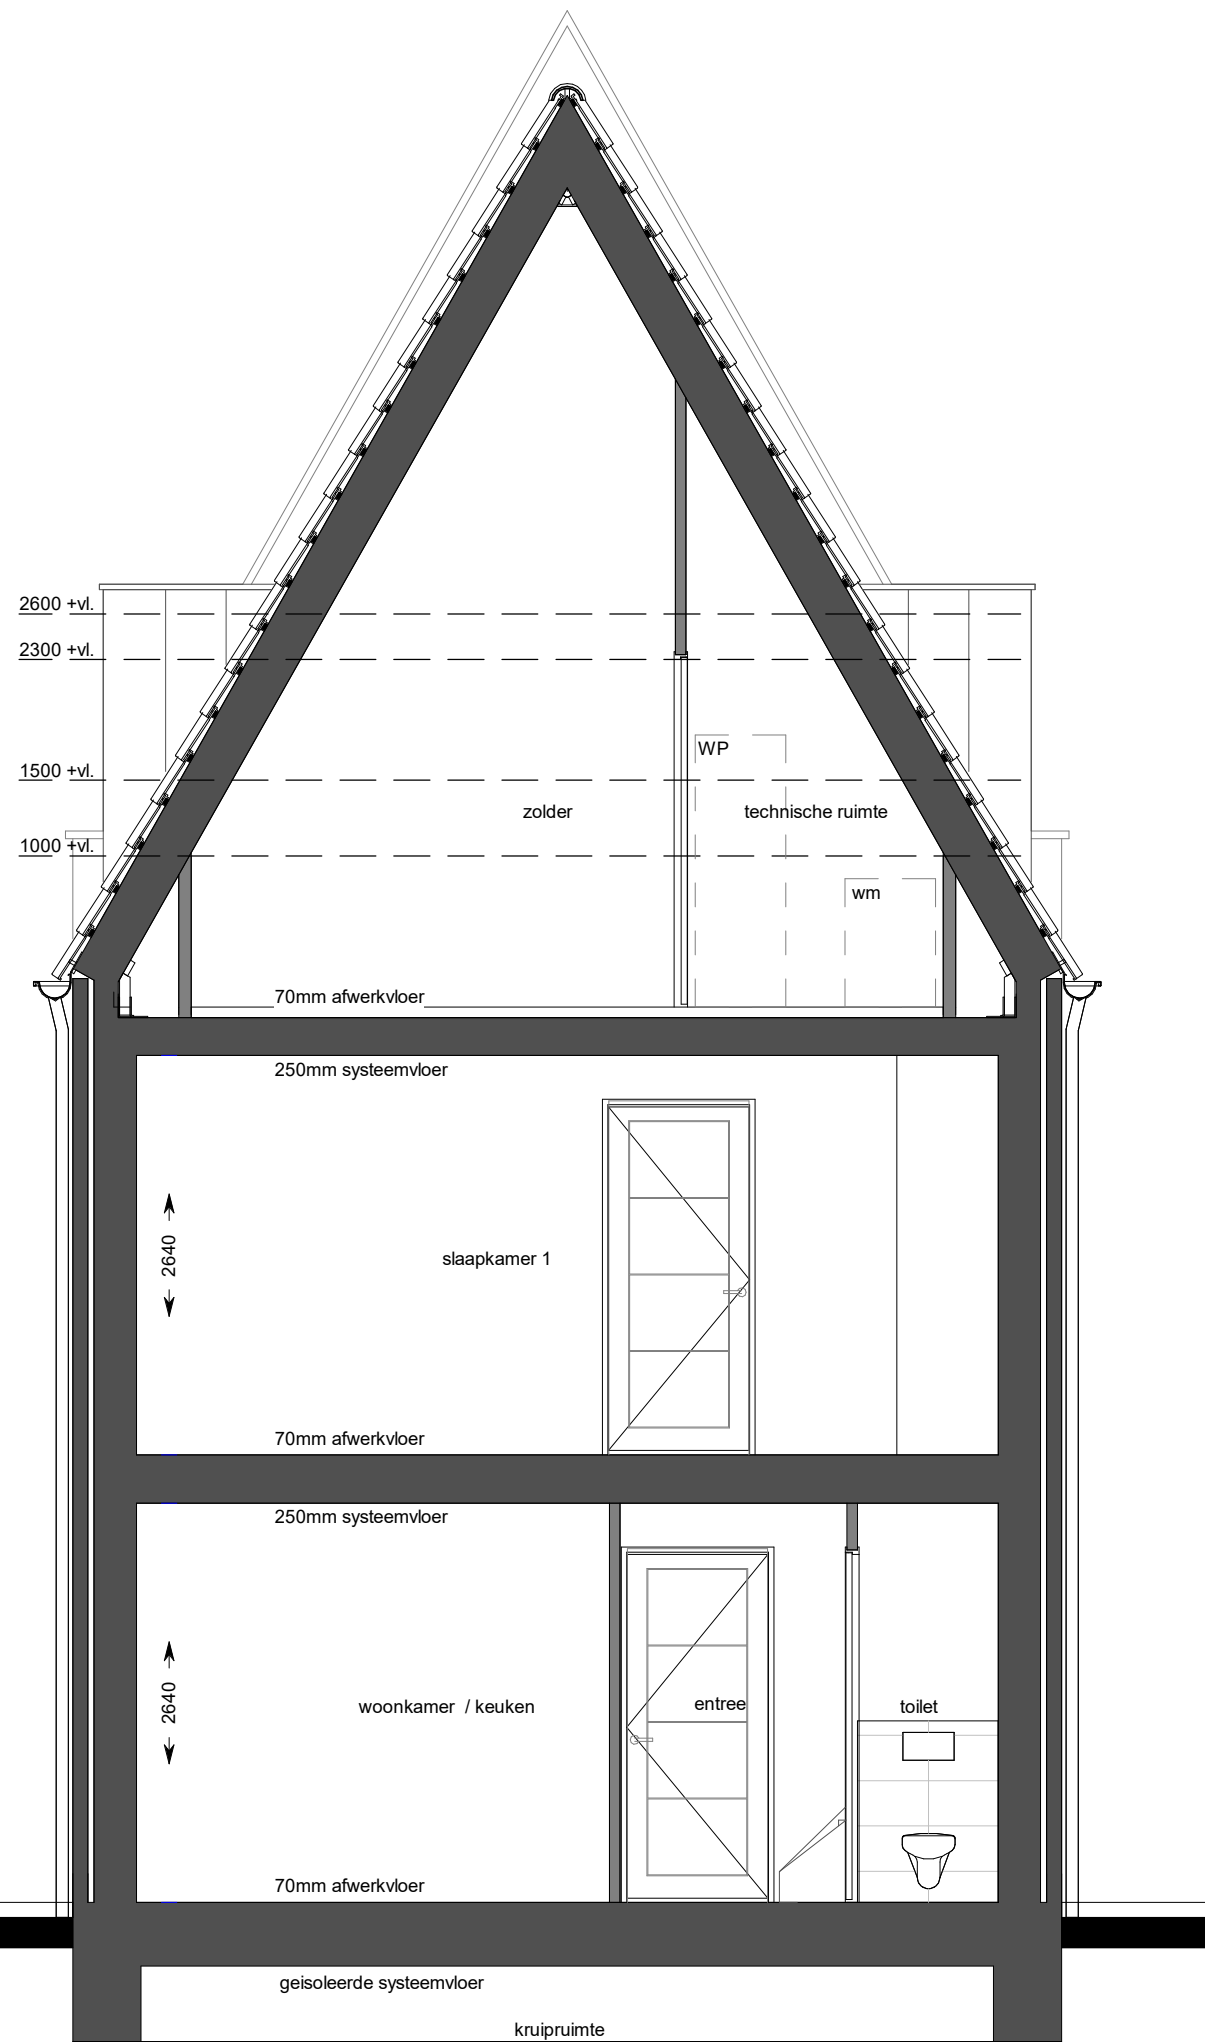 2600 +vl.
2300 +vl.
WP
1500 +vl.
zolder
technische ruimte
1000 +vl.
wm
70mm afwerkvloer
250mm systeemvloer
2640
slaapkamer 1
70mm afwerkvloer
250mm systeemvloer
2640
woonkamer / keuken
entree
toilet
70mm afwerkvloer
geisoleerde systeemvloer
kruipruimte